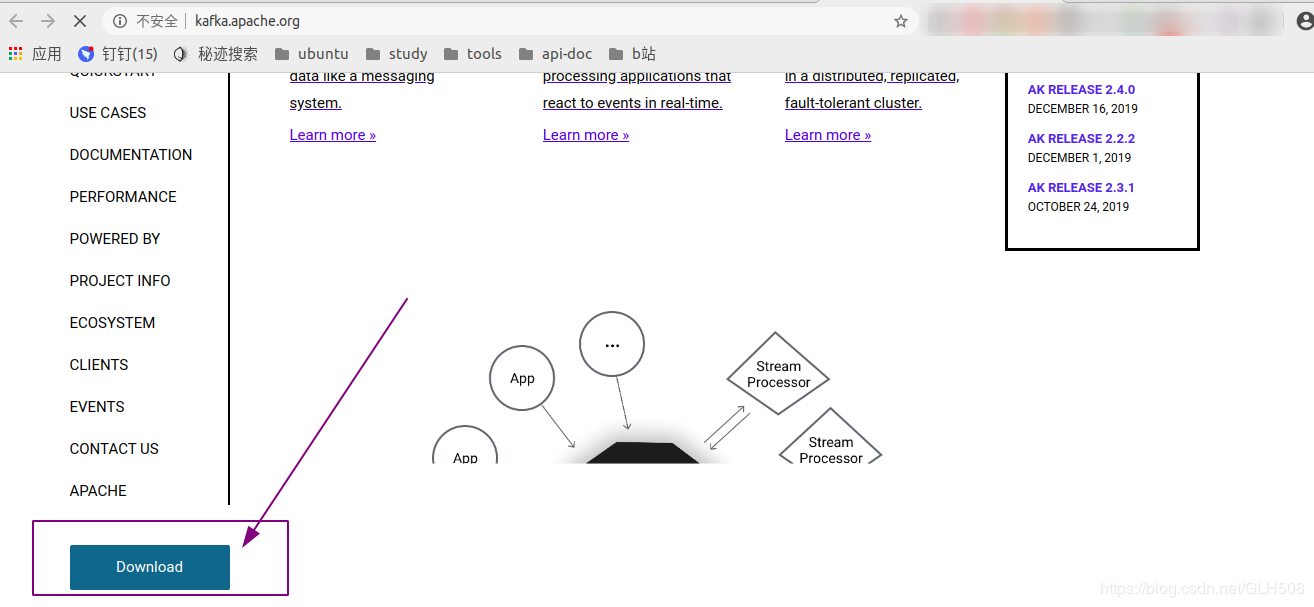 不安全 | kafka.apache.org
应用 钉钉(15) 秘迹搜索 ubuntu study tools api-doc b站
QUICKSTART
USE CASES
DOCUMENTATION
PERFORMANCE
POWERED BY
PROJECT INFO
ECOSYSTEM
CLIENTS
EVENTS
CONTACT US
APACHE
Download
data like a messaging
system.
Learn more »
processing applications that
react to events in real-time.
Learn more »
in a distributed, replicated,
fault-tolerant cluster.
Learn more »
AK RELEASE 2.4.0
DECEMBER 16, 2019
AK RELEASE 2.2.2
DECEMBER 1, 2019
AK RELEASE 2.3.1
OCTOBER 24, 2019
...
App
Stream
Processor
App
Stream
Processor
https://blog.csdn.net/GLH508